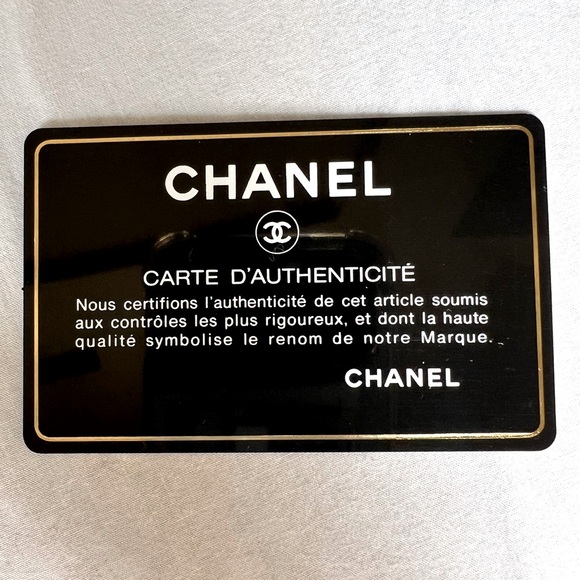 CHANEL
CARTE D'AUTHENTICITÉ
Nous certifions l'authenticité de cet article soumis
aux contrôles les plus rigoureux, et dont la haute
qualité symbolise le renom de notre Marque.
CHANEL